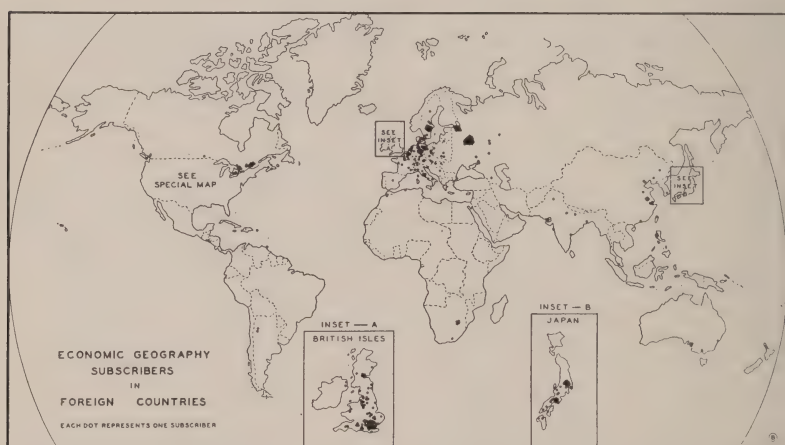 SEE
INSET
A
SEE
SPECIAL MAP
SEE
INSET
B
INSET — A
BRITISH ISLES
INSET — B
JAPAN
ECONOMIC GEOGRAPHY
SUBSCRIBERS
IN
FOREIGN COUNTRIES
EACH DOT REPRESENTS ONE SUBSCRIBER